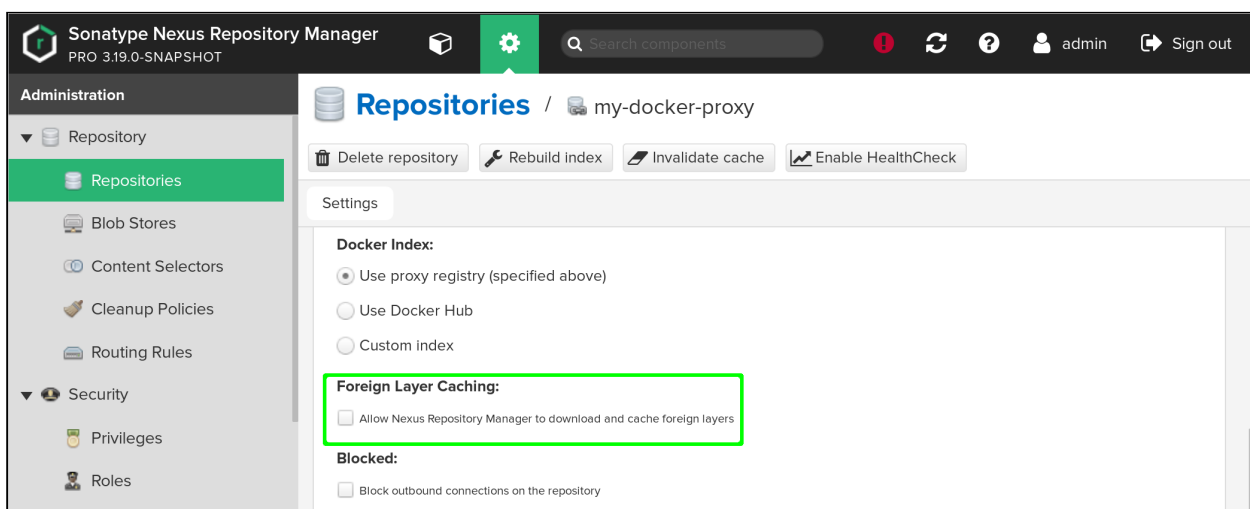 Sonatype Nexus Repository Manager
PRO 3.19.0-SNAPSHOT
Search components
admin
Sign out
Administration
Repositories / my-docker-proxy
Repository
Delete repository
Rebuild index
Invalidate cache
Enable HealthCheck
Repositories
Settings
Blob Stores
Docker Index:
Content Selectors
Use proxy registry (specified above)
Cleanup Policies
Use Docker Hub
Routing Rules
Custom index
Security
Foreign Layer Caching:
Allow Nexus Repository Manager to download and cache foreign layers
Privileges
Blocked:
Roles
Block outbound connections on the repository